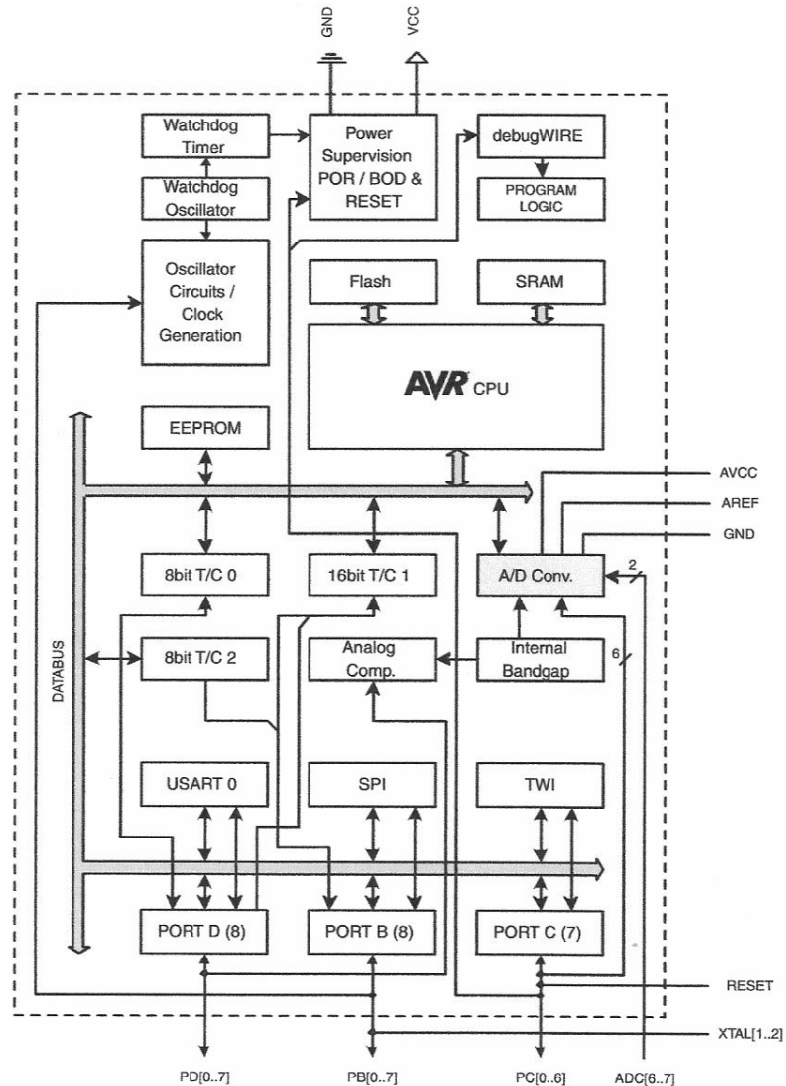 GND
VCC
Watchdog
Timer
Power
Supervision
POR / BOD &
RESET
debugWIRE
Watchdog
Oscillator
PROGRAM
LOGIC
Oscillator
Circuits /
Clock
Generation
Flash
SRAM
AVR CPU
EEPROM
AVCC
AREF
GND
8bit T/C 0
16bit T/C 1
A/D Conv.
2
DATABUS
8bit T/C 2
Analog
Comp.
Internal
Bandgap
6
USART 0
SPI
TWI
PORT D (8)
PORT B (8)
PORT C (7)
RESET
XTAL[1..2]
PD[0..7]
PB[0..7]
PC[0..6]
ADC[6..7]